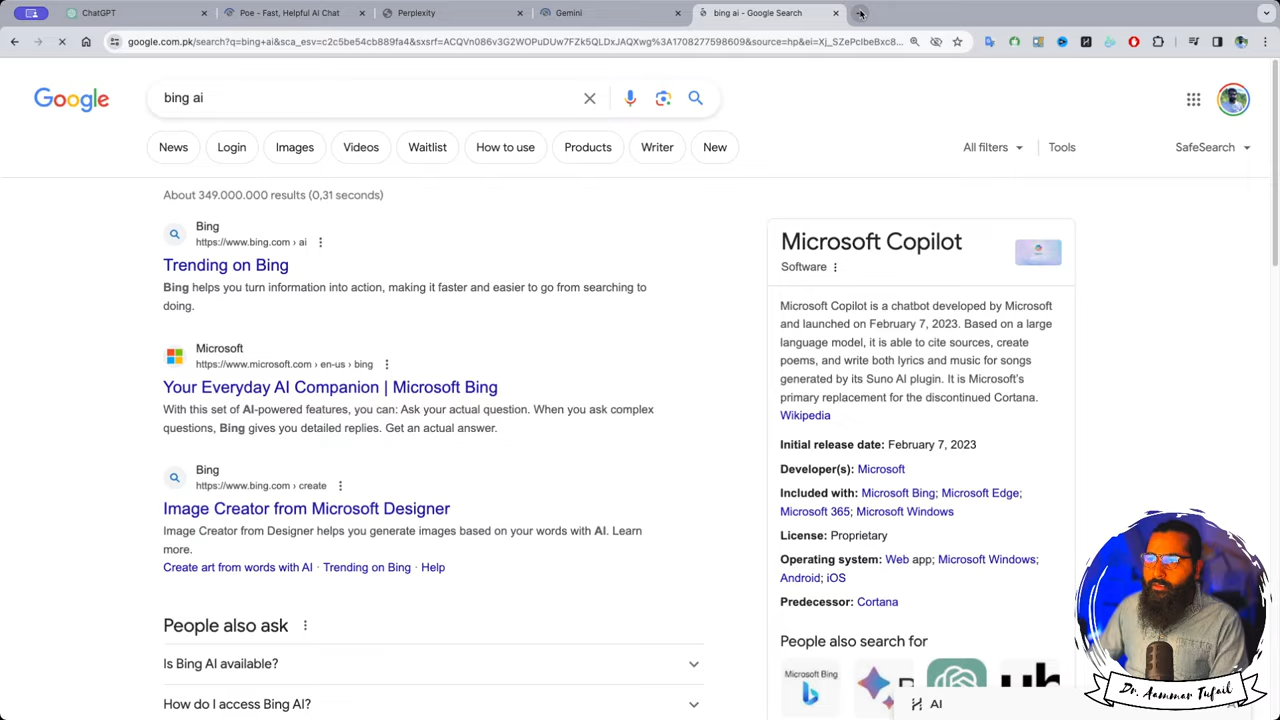 ChatGPT
Poe - Fast, Helpful AI Chat
Perplexity
Gemini
bing ai - Google Search
google.com.pk/search?q=bing+ai&sca_esv=c2c5be54cb889fa4&sxsrf=ACQVn086v3G2WOPuDUw7FZk5QLDxJAQXwg%3A1708277598609&source=hp&ei=Xj_SZePcIbeBxc8...
Google
bing ai
News
Login
Images
Videos
Waitlist
How to use
Products
Writer
New
All filters
Tools
SafeSearch
About 349.000.000 results (0,31 seconds)
Bing
https://www.bing.com › ai
Trending on Bing
Bing helps you turn information into action, making it faster and easier to go from searching to
doing.
Microsoft
https://www.microsoft.com › en-us › bing
Your Everyday AI Companion | Microsoft Bing
With this set of AI-powered features, you can: Ask your actual question. When you ask complex
questions, Bing gives you detailed replies. Get an actual answer.
Bing
https://www.bing.com › create
Image Creator from Microsoft Designer
Image Creator from Designer helps you generate images based on your words with AI. Learn
more.
Create art from words with AI · Trending on Bing · Help
People also ask
Is Bing AI available?
How do I access Bing AI?
Microsoft Copilot
Software
Microsoft Copilot is a chatbot developed by Microsoft
and launched on February 7, 2023. Based on a large
language model, it is able to cite sources, create
poems, and write both lyrics and music for songs
generated by its Suno AI plugin. It is Microsoft's
primary replacement for the discontinued Cortana.
Wikipedia
Initial release date: February 7, 2023
Developer(s): Microsoft
Included with: Microsoft Bing; Microsoft Edge;
Microsoft 365; Microsoft Windows
License: Proprietary
Operating system: Web app; Microsoft Windows;
Android; iOS
Predecessor: Cortana
People also search for
Microsoft Bing
AI
Dr. Aammar Tufail